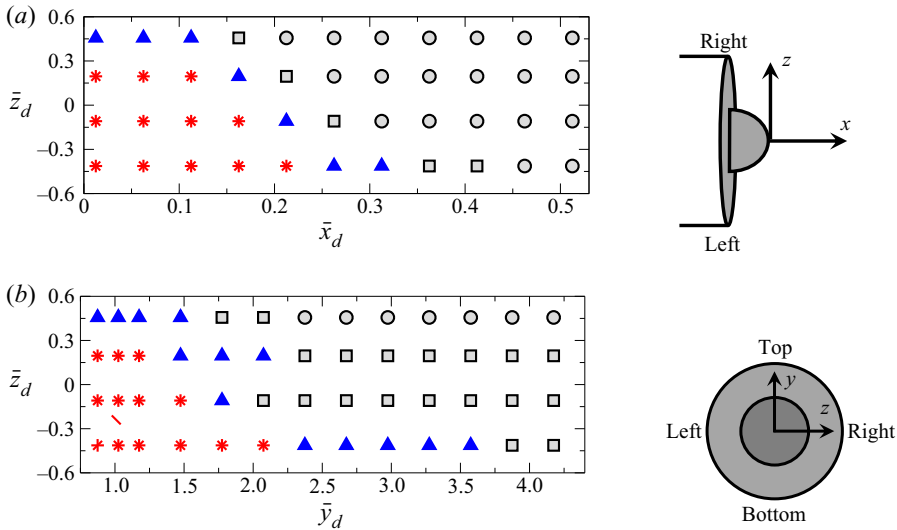 (a)
0.6
0.3
0
–0.3
–0.6
z̄d
0 0.1 0.2 0.3 0.4 0.5
x̄d
Right
z
x
Left
(b)
0.6
0.3
0
–0.3
–0.6
z̄d
1.0 1.5 2.0 2.5 3.0 3.5 4.0
ȳd
Top
y
z
Left
Right
Bottom